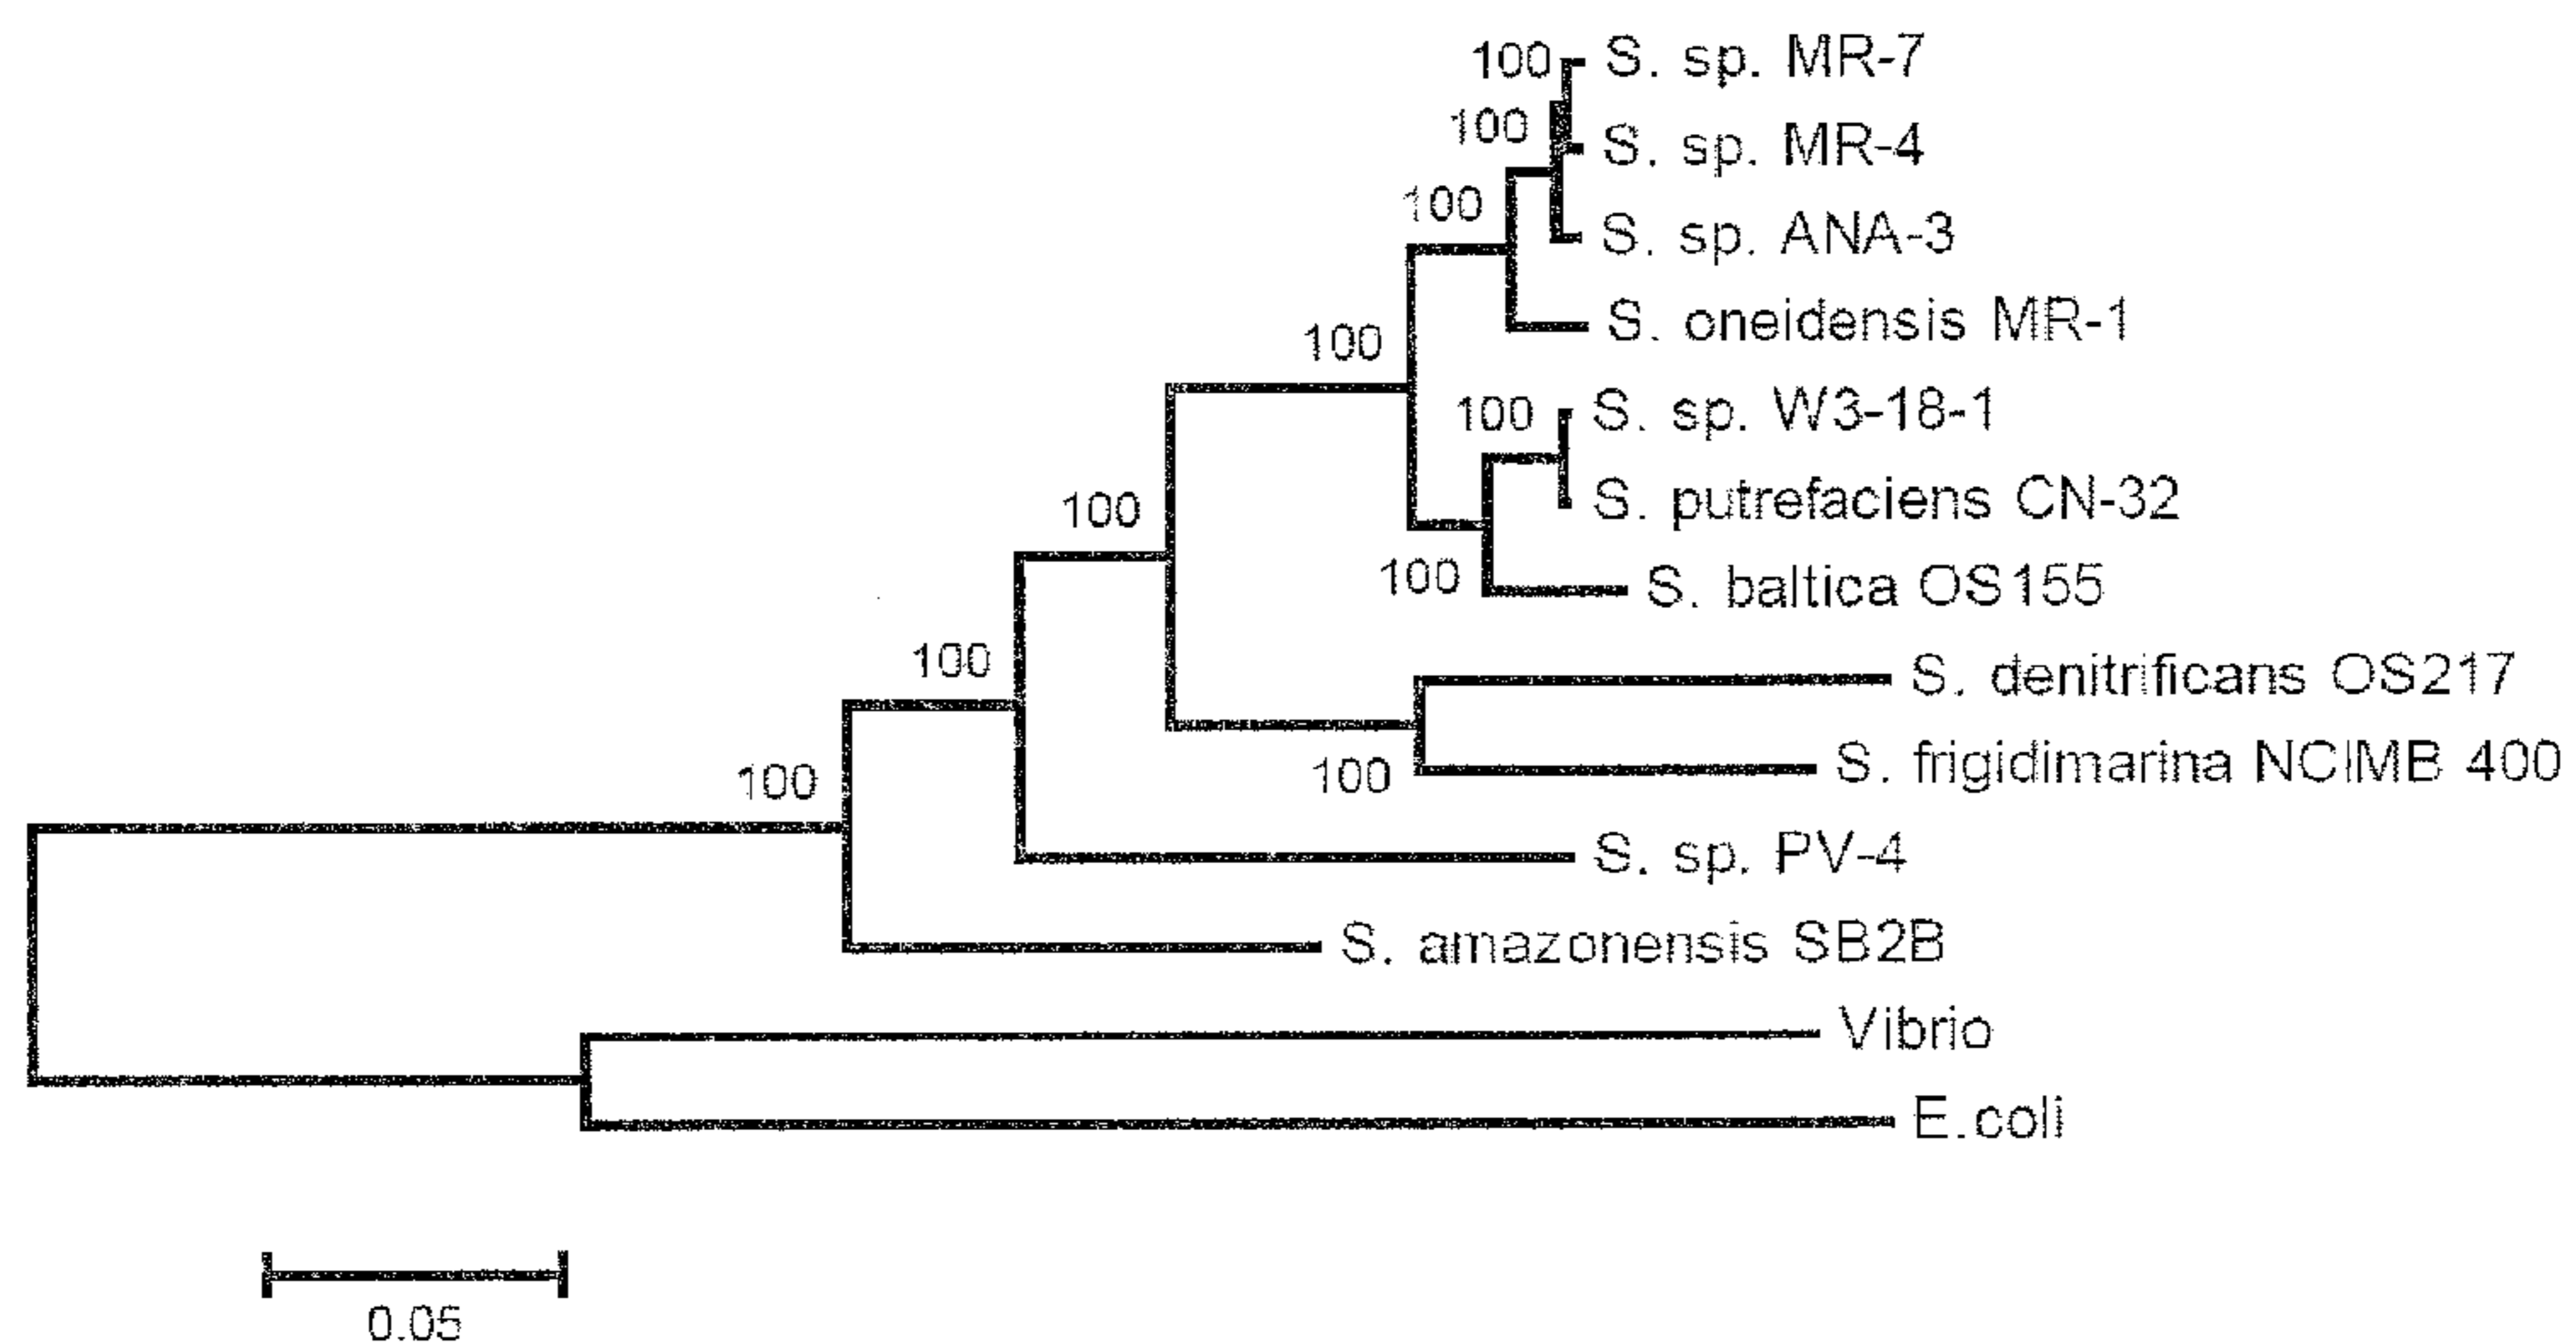 100 S. sp. MR-7
100
S. sp. MR-4
100
S. sp. ANA-3
S. oneidensis MR-1
100
100 S. sp. W3-18-1
100
S. putrefaciens CN-32
100 S. baltica OS155
100
S. denitrificans OS217
100 S. frigidimarina NCIMB 400
100
S. sp. PV-4
S. amazonensis SB2B
Vibrio
E.coli
0.05